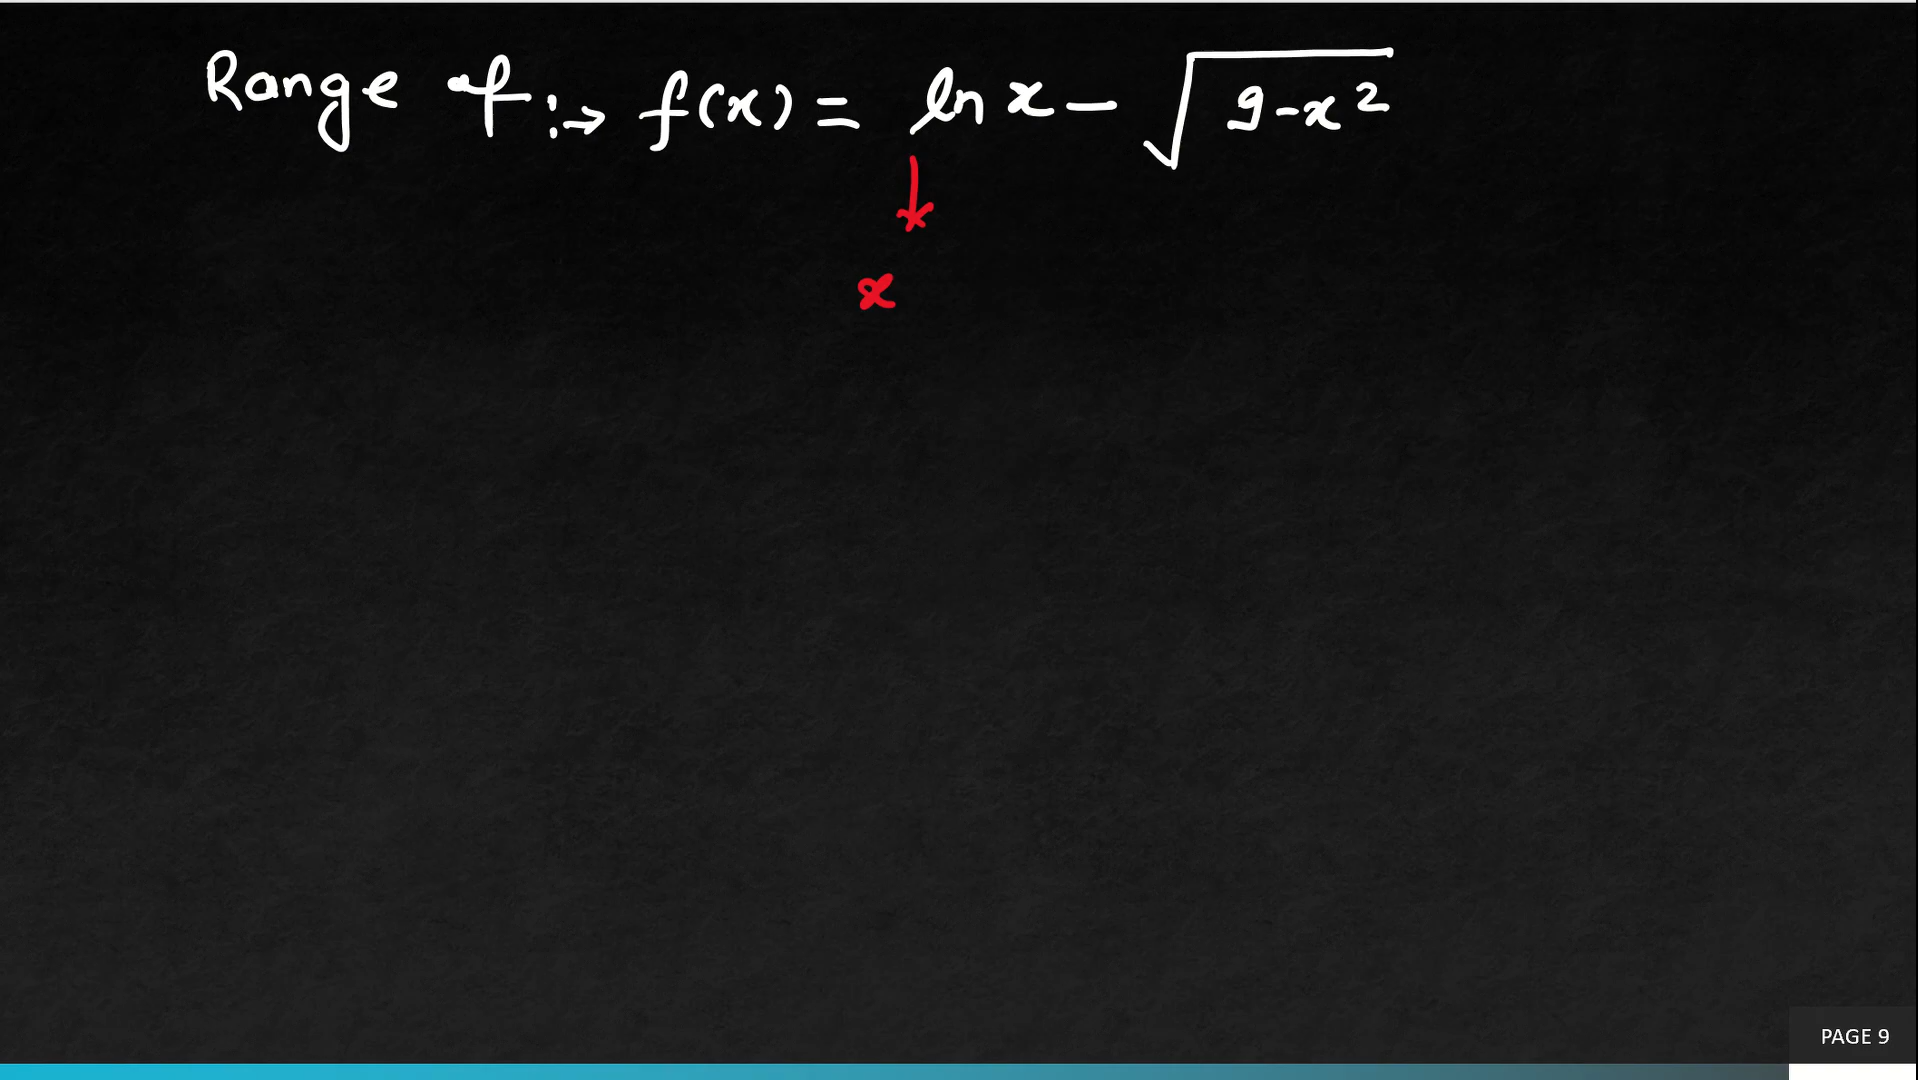 Range of :→ f(x) = ln x − √(9−x²)
x
PAGE 9